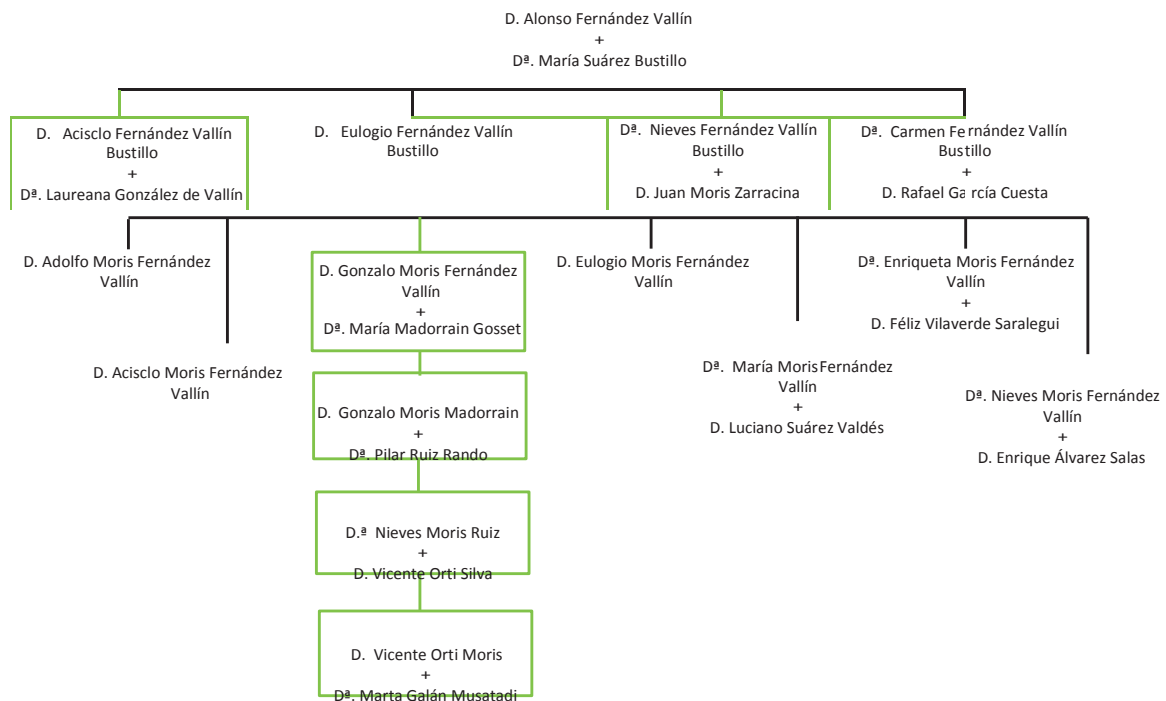 D. Alonso Fernández Vallín
+
Dª. María Suárez Bustillo
D. Acisclo Fernández Vallín
Bustillo
+
Dª. Laureana González de Vallín
D. Eulogio Fernández Vallín
Bustillo
Dª. Nieves Fernández Vallín
Bustillo
+
D. Juan Moris Zarracina
Dª. Carmen Fernández Vallín
Bustillo
+
D. Rafael García Cuesta
D. Adolfo Moris Fernández
Vallín
D. Acisclo Moris Fernández
Vallín
D. Gonzalo Moris Fernández
Vallín
+
Dª. María Madorrain Gosset
D. Eulogio Moris Fernández
Vallín
Dª. María Moris Fernández
Vallín
+
D. Luciano Suárez Valdés
Dª. Enriqueta Moris Fernández
Vallín
+
D. Féliz Vilaverde Saralegui
Dª. Nieves Moris Fernández
Vallín
+
D. Enrique Álvarez Salas
D. Gonzalo Moris Madorrain
+
Dª. Pilar Ruiz Rando
D.ª Nieves Moris Ruiz
+
D. Vicente Orti Silva
D. Vicente Orti Moris
+
Dª. Marta Galán Musatadi